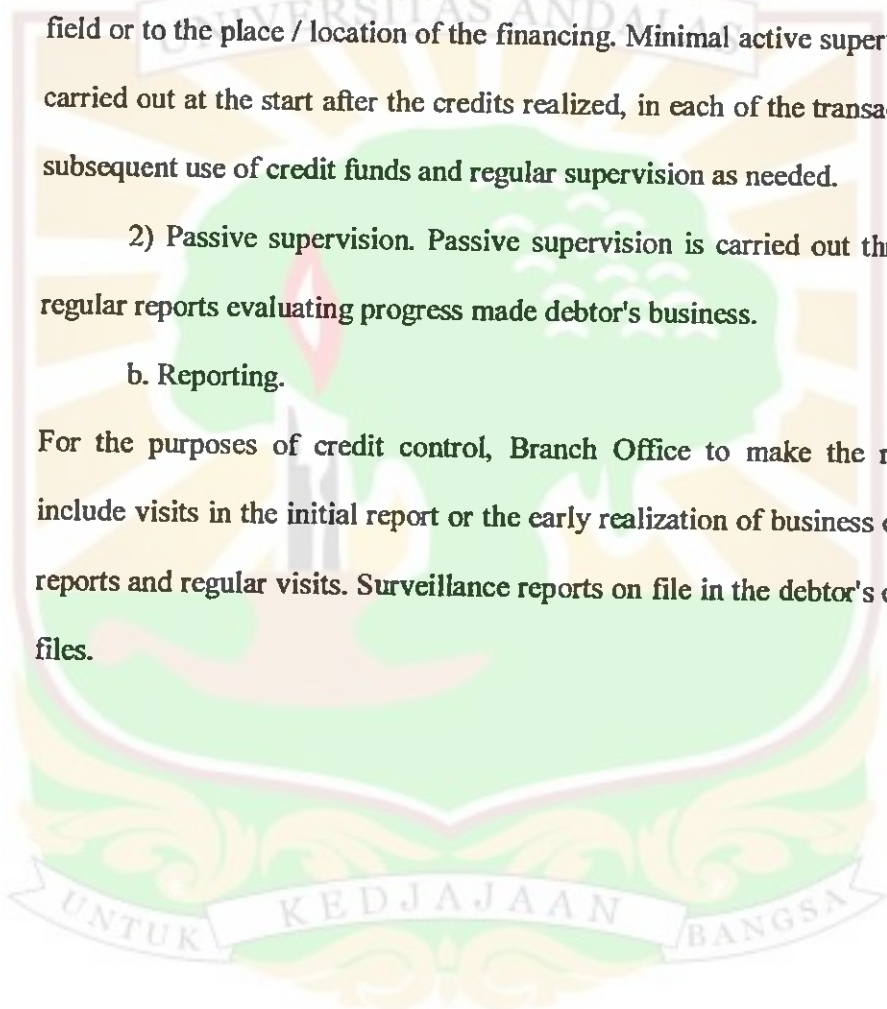 UNIVERSITAS ANDALAS
field or to the place / location of the financing. Minimal active super
carried out at the start after the credits realized, in each of the transa
subsequent use of credit funds and regular supervision as needed.
2) Passive supervision. Passive supervision is carried out th
regular reports evaluating progress made debtor's business.
b. Reporting.
For the purposes of credit control, Branch Office to make the
include visits in the initial report or the early realization of business
reports and regular visits. Surveillance reports on file in the debtor's
files.
UNTUK KEDJAJAAN BANGSA